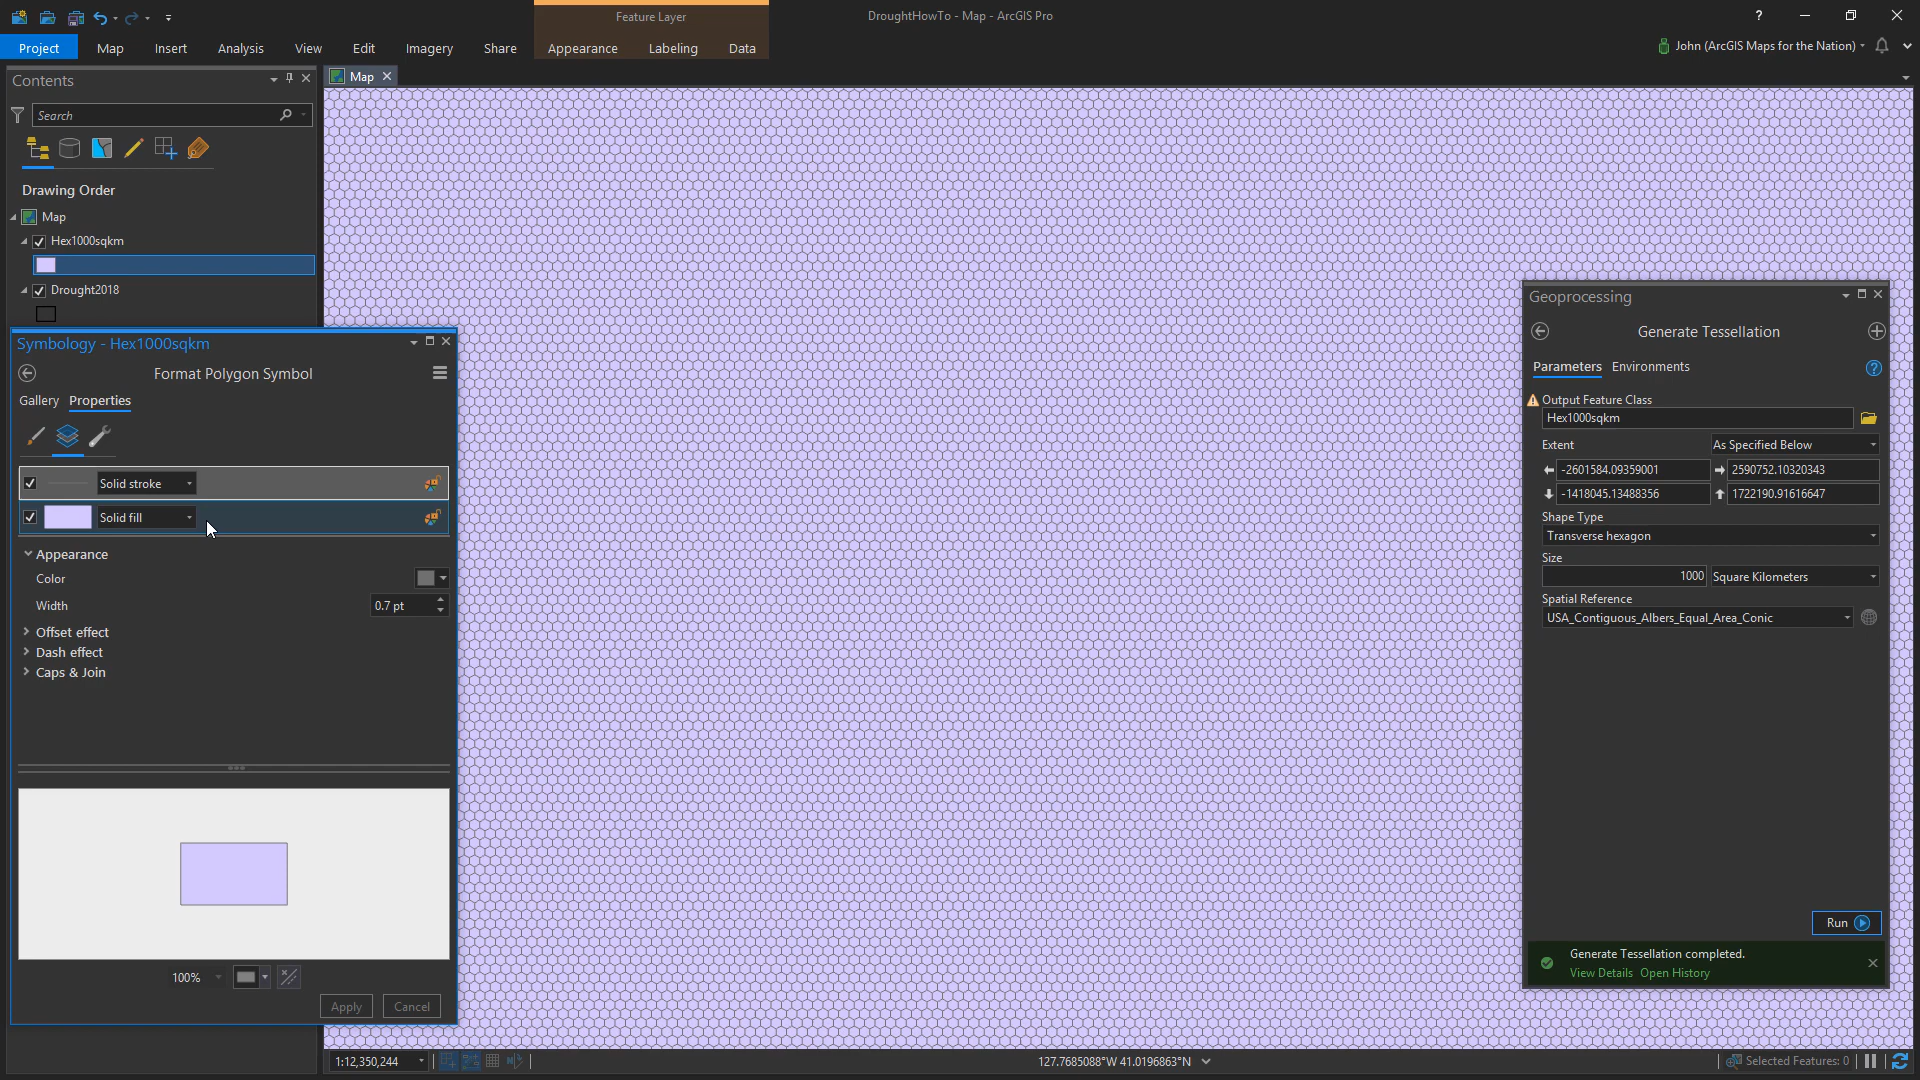 Feature Layer
DroughtHowTo - Map - ArcGIS Pro
?
Project
Map
Insert
Analysis
View
Edit
Imagery
Share
Appearance
Labeling
Data
John (ArcGIS Maps for the Nation)
Contents
Map
Search
Drawing Order
Map
Hex1000sqkm
Drought2018
Symbology - Hex1000sqkm
Format Polygon Symbol
Gallery
Properties
Solid stroke
Solid fill
Appearance
Color
Width
0.7 pt
Offset effect
Dash effect
Caps & Join
100%
Apply
Cancel
Geoprocessing
Generate Tessellation
Parameters
Environments
?
Output Feature Class
Hex1000sqkm
Extent
As Specified Below
-2601584.09359001
2590752.10320343
-1418045.13488356
1722190.91616647
Shape Type
Transverse hexagon
Size
1000
Square Kilometers
Spatial Reference
USA_Contiguous_Albers_Equal_Area_Conic
Run
Generate Tessellation completed.
View Details
Open History
1:12,350,244
127.7685088°W 41.0196863°N
Selected Features: 0